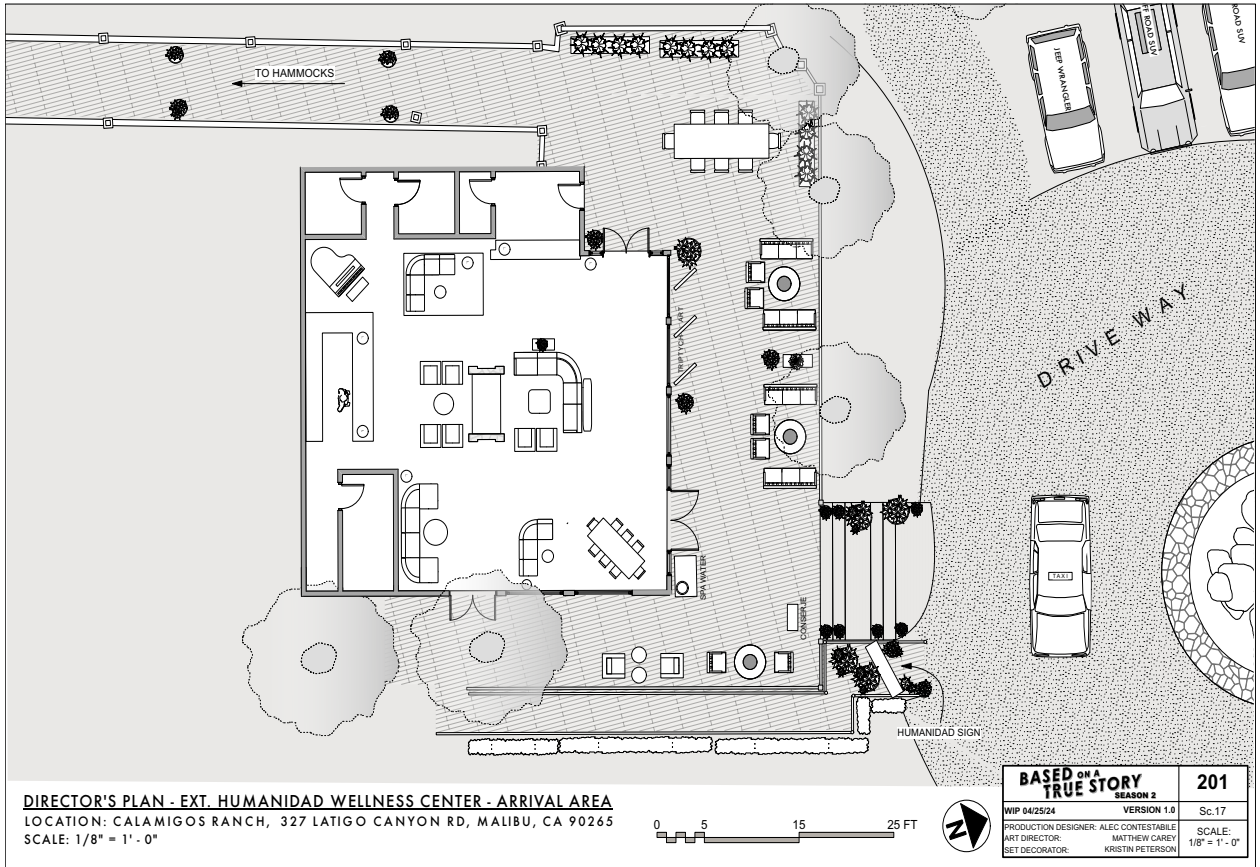 TO HAMMOCKS
JEEP WRANGLER
FF ROAD SUV
ROAD SUV
DRIVE WAY
TRIPTYCH ART
SPA WATER
CONSERJE
TAXI
HUMANIDAD SIGN
DIRECTOR'S PLAN - EXT. HUMANIDAD WELLNESS CENTER - ARRIVAL AREA
LOCATION: CALAMIGOS RANCH, 327 LATIGO CANYON RD, MALIBU, CA 90265
SCALE: 1/8" = 1' - 0"
0 5 15 25 FT
N
BASED ON A
TRUE STORY
SEASON 2
201
WIP 04/25/24 VERSION 1.0
Sc.17
PRODUCTION DESIGNER: ALEC CONTESTABILE
ART DIRECTOR: MATTHEW CAREY
SET DECORATOR: KRISTIN PETERSON
SCALE:
1/8" = 1' - 0"